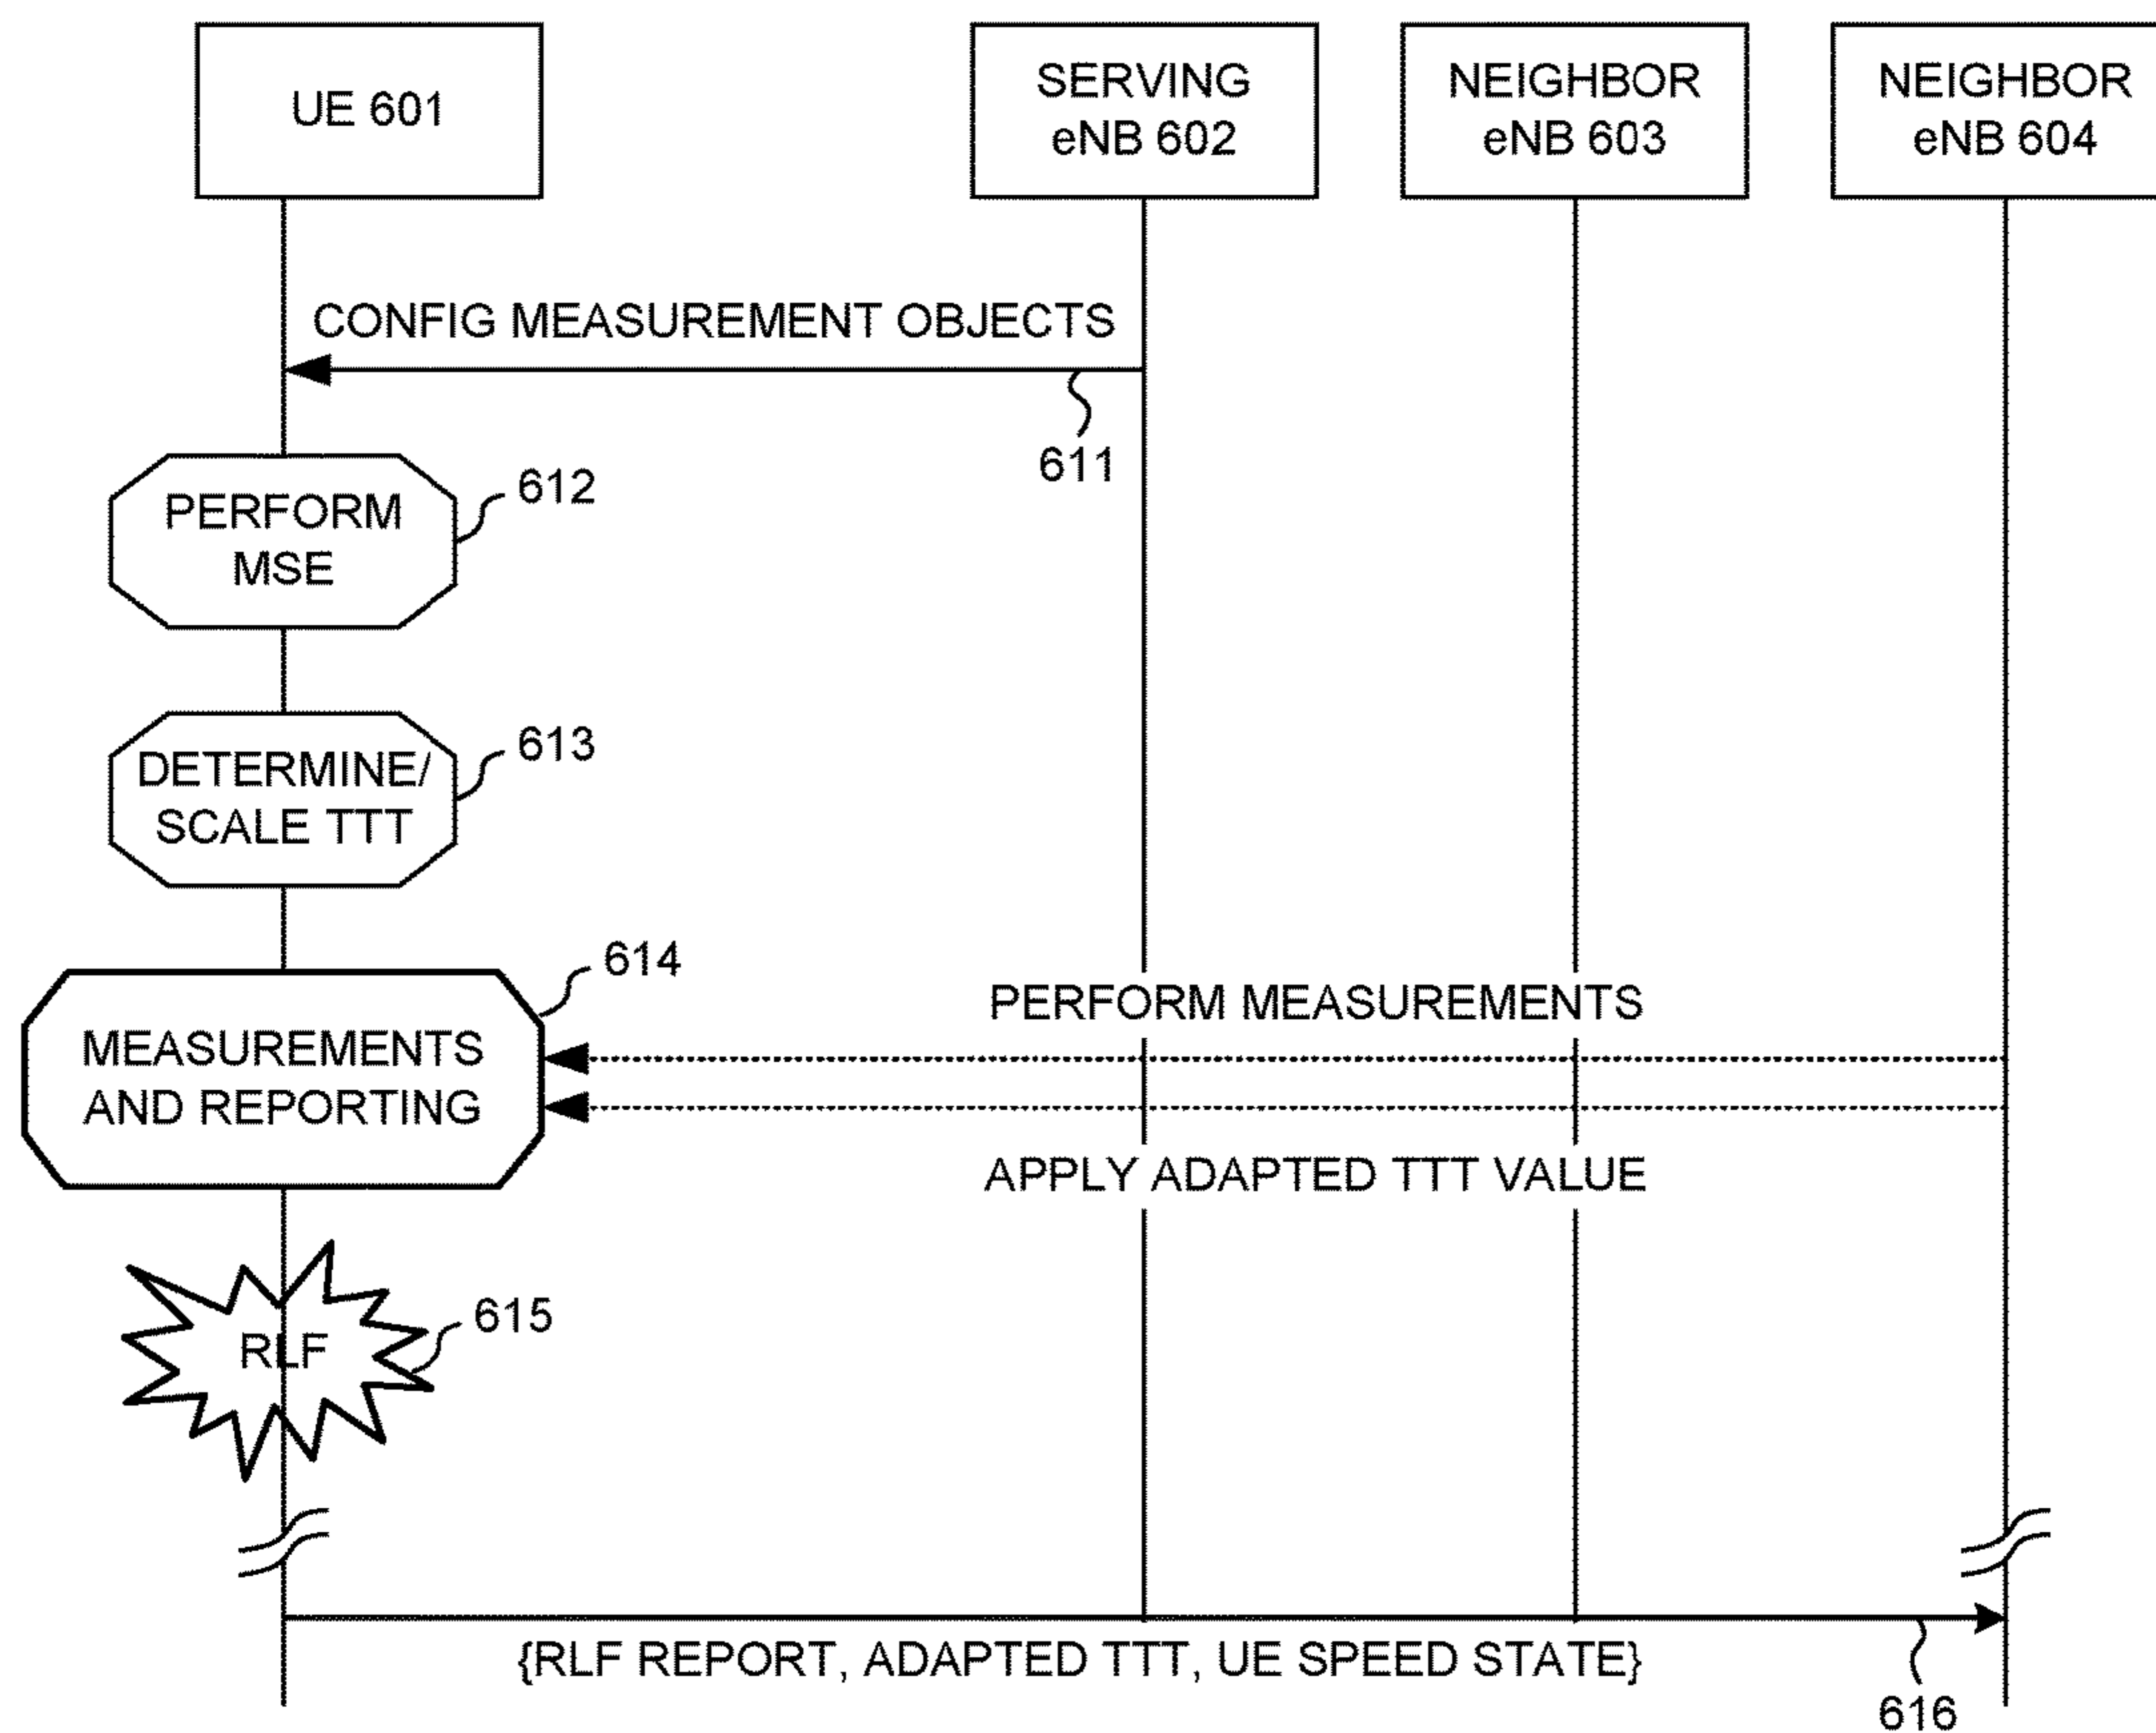 UE 601
SERVING
eNB 602
NEIGHBOR
eNB 603
NEIGHBOR
eNB 604
CONFIG MEASUREMENT OBJECTS
611
PERFORM
MSE
612
DETERMINE/
SCALE TTT
613
MEASUREMENTS
AND REPORTING
614
PERFORM MEASUREMENTS
APPLY ADAPTED TTT VALUE
RLF
615
{RLF REPORT, ADAPTED TTT, UE SPEED STATE}
616